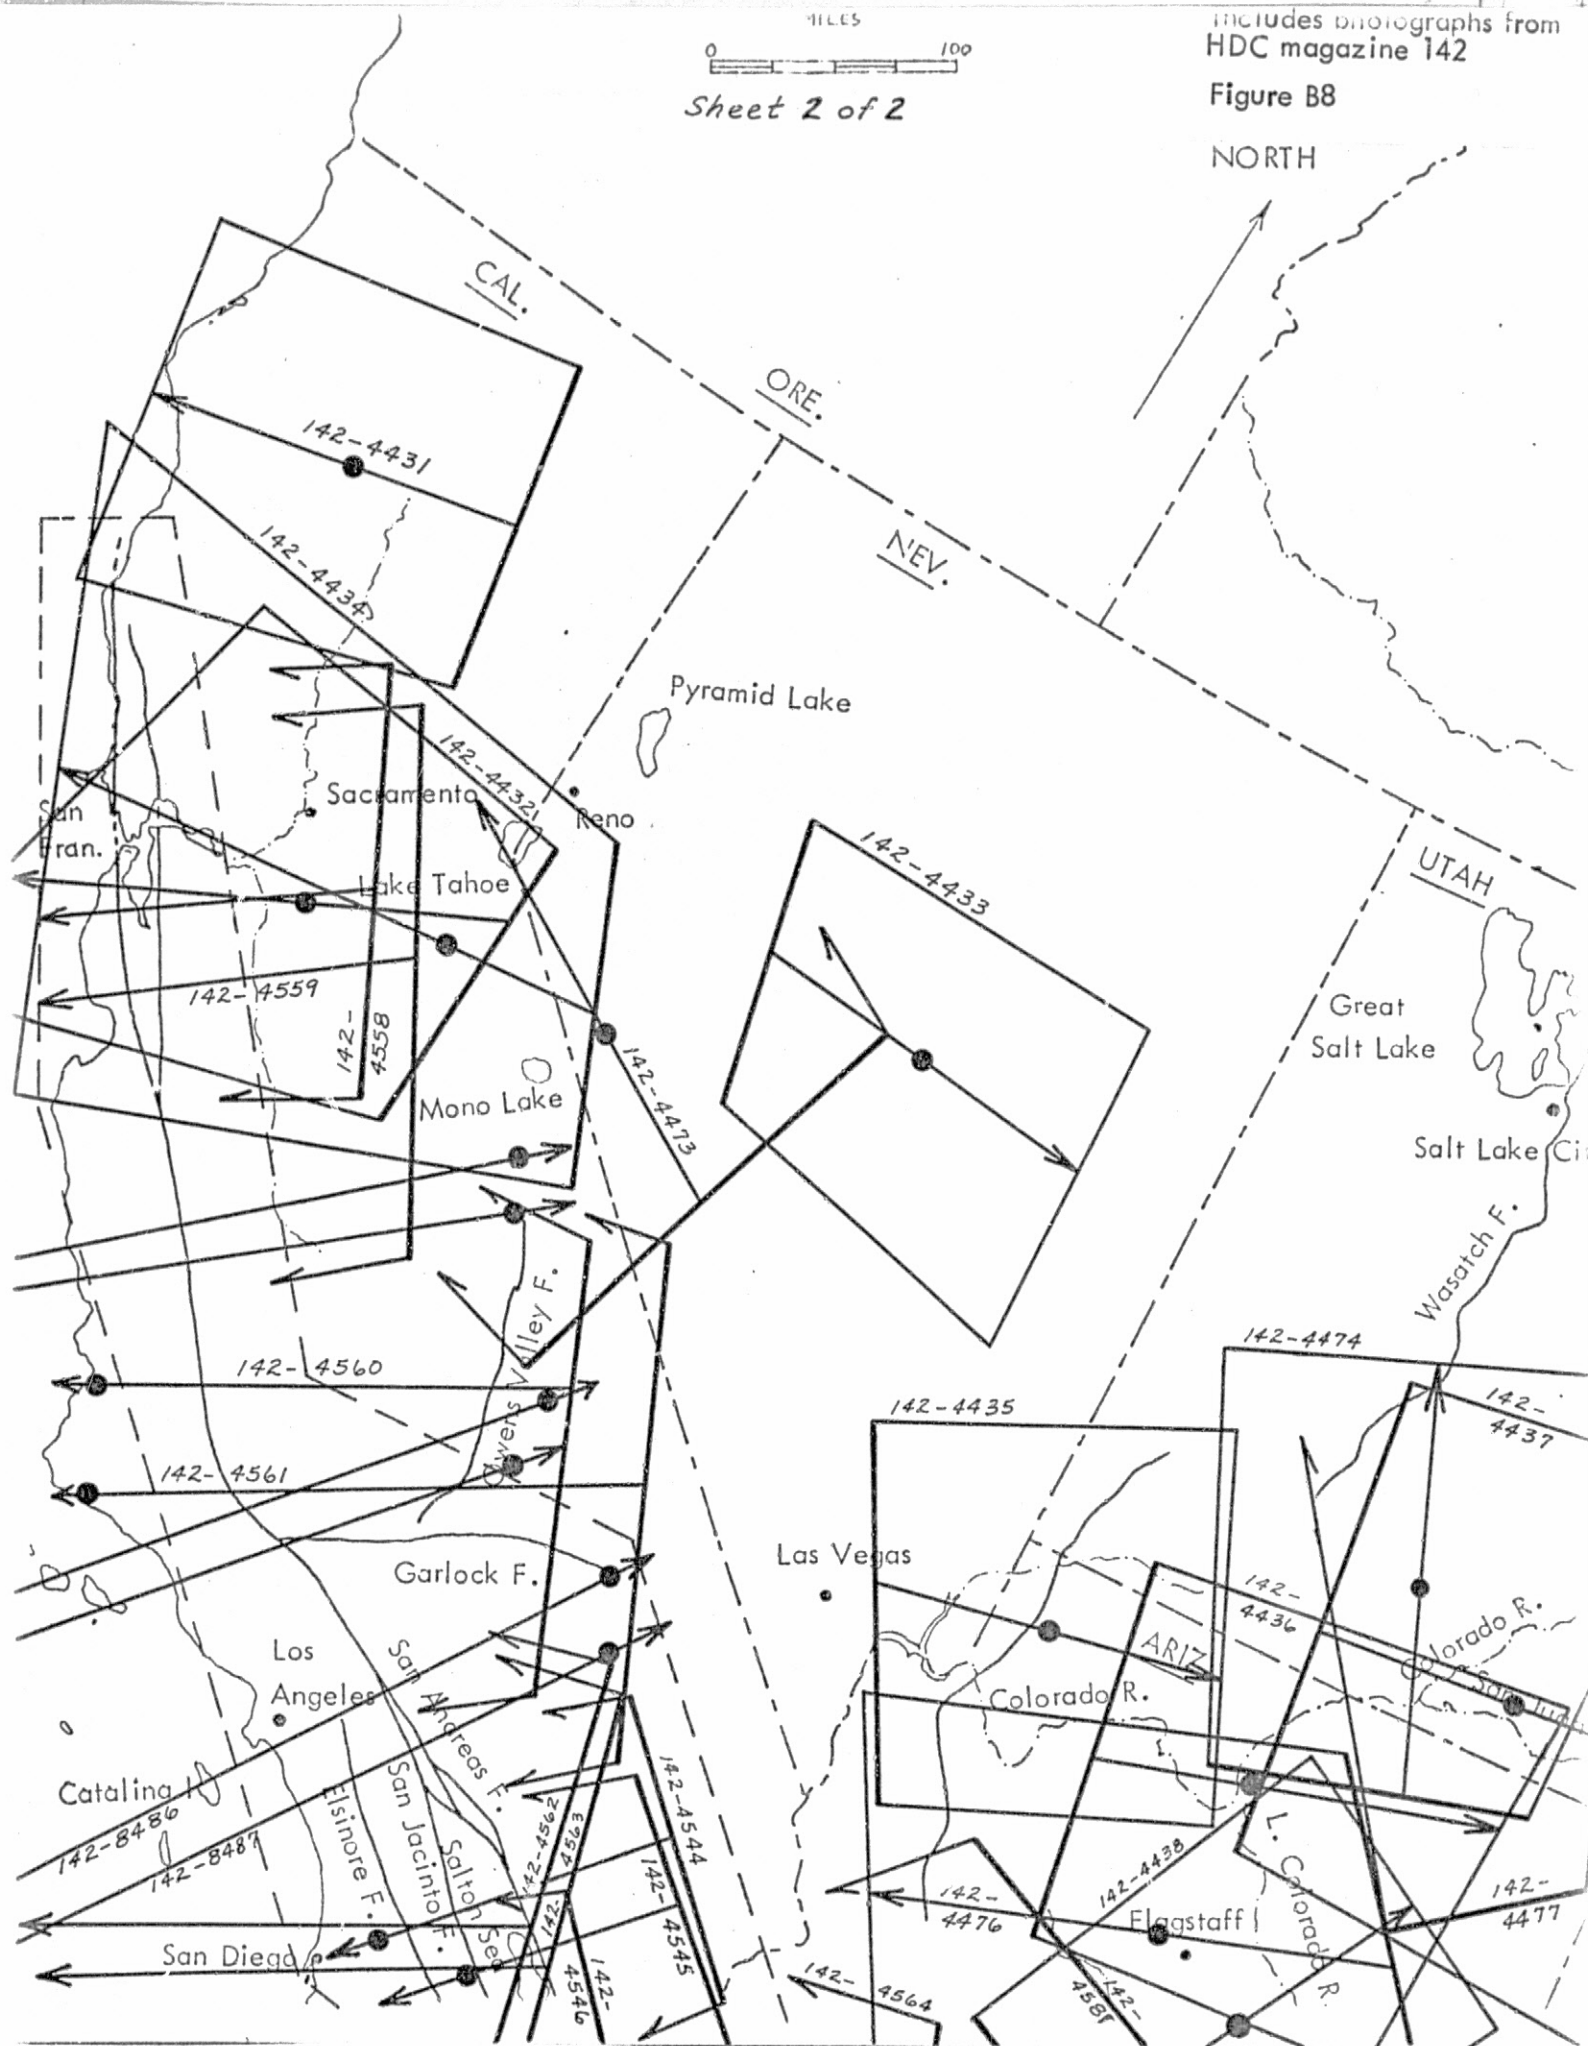 MILES
0 100
Sheet 2 of 2
Includes photographs from
HDC magazine 142
Figure B8
NORTH
CAL.
ORE.
NEV.
UTAH
ARIZ.
142-4431
142-4434
142-4432
Pyramid Lake
Sacramento
Reno
San
Fran.
Lake Tahoe
142-4433
142-4559
142-
4558
142-4473
Mono Lake
Great
Salt Lake
Salt Lake Ci
Wasatch F.
Owens Valley F.
142-4560
142-4561
142-4474
142-
4437
142-4435
Garlock F.
Las Vegas
142-
4436
Colorado R.
San Juan
Los
Angeles
San Andreas F.
Colorado R.
Catalina I.
142-8486
142-8487
Elsinore F.
San Jacinto F.
Salton Sea
142-4562
142-
4563
142-4544
142-
4545
142-
4546
San Diego
142-4438
142-
4476
Flagstaff
L. Colorado R.
142-
4477
142-
4564
142-
4581